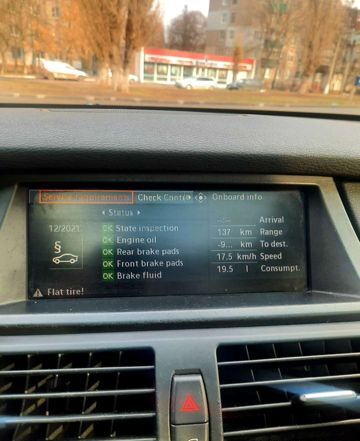 Service requirements Check Contro Onboard info
Status
12/2021 OK State inspection
OK Engine oil
OK Rear brake pads
OK Front brake pads
OK Brake fluid
--:-- Arrival
137 km Range
-9... km To dest.
17.5 km/h Speed
19.5 l Consumpt.
§
Flat tire!